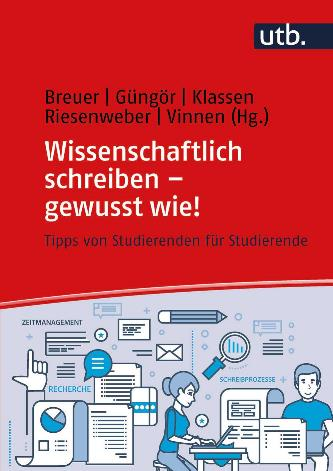 utb.
Breuer | Güngör | Klassen
Riesenweber | Vinnen (Hg.)
Wissenschaftlich
schreiben –
gewusst wie!
Tipps von Studierenden für Studierende
ZEITMANAGEMENT
RECHERCHE
SCHREIBPROZESSE